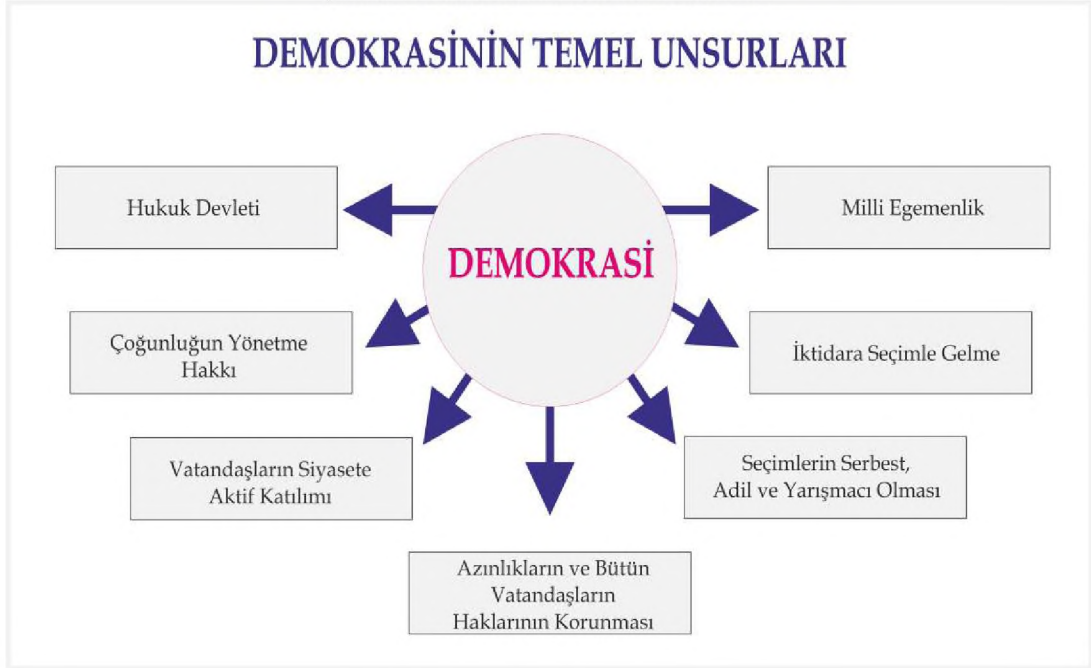 DEMOKRASİNİN TEMEL UNSURLARI
Hukuk Devleti
Milli Egemenlik
DEMOKRASİ
Çoğunluğun Yönetme
Hakkı
İktidara Seçimle Gelme
Vatandaşların Siyasete
Aktif Katılımı
Seçimlerin Serbest,
Adil ve Yarışmacı Olması
Azınlıkların ve Bütün
Vatandaşların
Haklarının Korunması